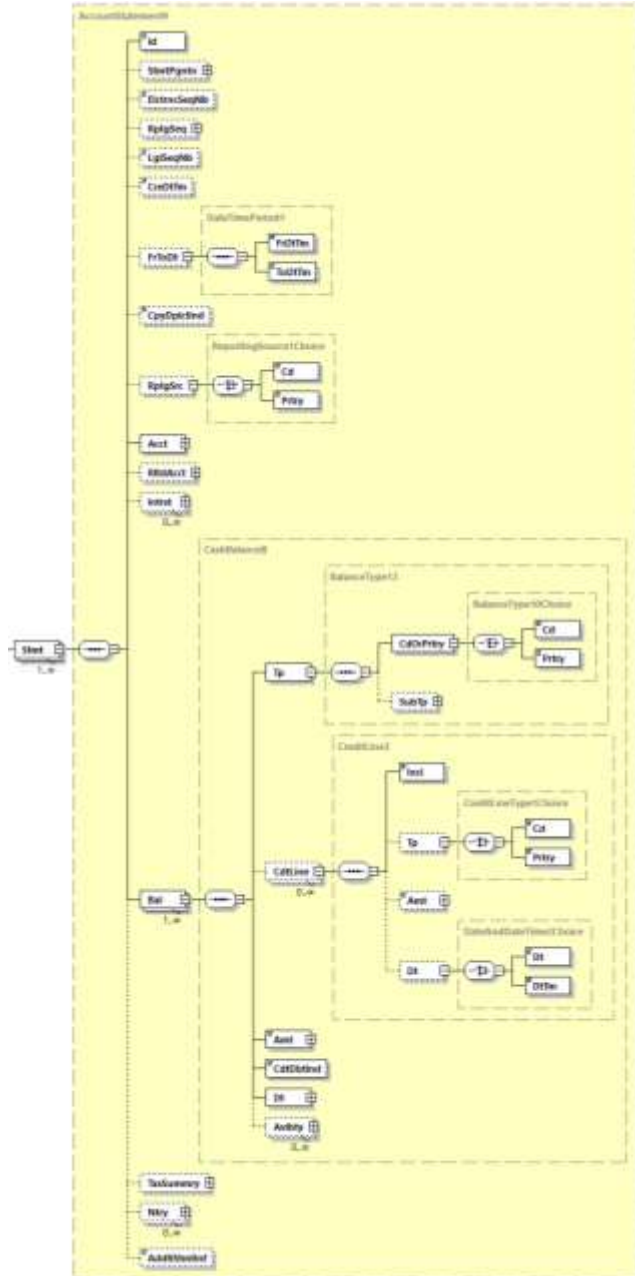 AccountStatement9
Id
StmtPgntn
ElctrncSeqNb
RptgSeq
LglSeqNb
CreDtTm
DateTimePeriod1
FrToDt
FrDtTm
ToDtTm
CpyDplctInd
ReportingSource1Choice
RptgSrc
Cd
Prtry
Acct
RltdAcct
Intrst
0..∞
CashBalance8
BalanceType13
BalanceType10Choice
Stmt
1..∞
Tp
CdOrPrtry
Cd
Prtry
SubTp
CreditLine3
Incl
CreditLineType1Choice
Tp
Cd
Prtry
CdtLine
0..∞
Bal
1..∞
Amt
DateAndDateTime2Choice
Dt
Dt
DtTm
Amt
CdtDbtInd
Dt
Avlbty
0..∞
TxsSummry
Ntry
0..∞
AddtlStmtInf